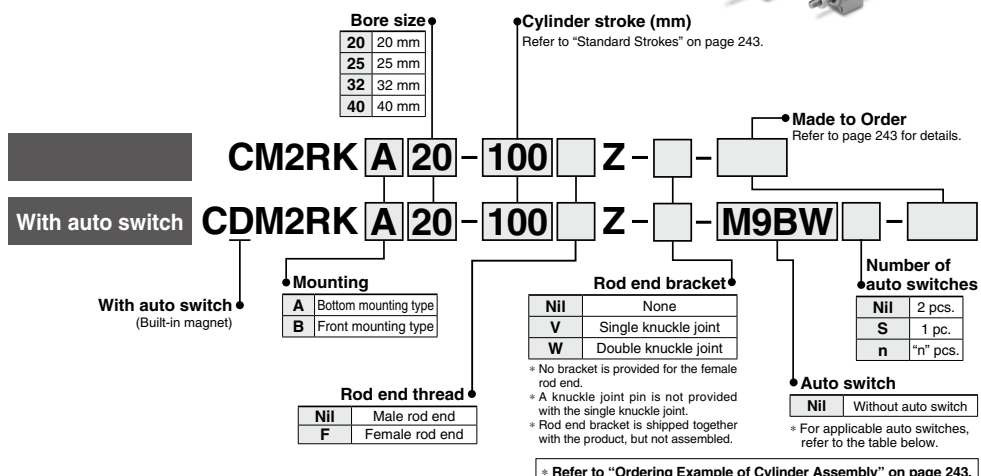 Bore size
20 20 mm
25 25 mm
32 32 mm
40 40 mm
Cylinder stroke (mm)
Refer to “Standard Strokes” on page 243.
Made to Order
Refer to page 243 for details.
CM2RK A 20 – 100 Z – –
With auto switch CDM2RK A 20 – 100 Z – – M9BW –
With auto switch
(Built-in magnet)
Mounting
A Bottom mounting type
B Front mounting type
Rod end thread
Nil Male rod end
F Female rod end
Rod end bracket
Nil None
V Single knuckle joint
W Double knuckle joint
∗ No bracket is provided for the female
rod end.
∗ A knuckle joint pin is not provided
with the single knuckle joint.
∗ Rod end bracket is shipped together
with the product, but not assembled.
Number of
auto switches
Nil 2 pcs.
S 1 pc.
n “n” pcs.
Auto switch
Nil Without auto switch
∗ For applicable auto switches,
refer to the table below.
∗ Refer to “Ordering Example of Cylinder Assembly” on page 243.